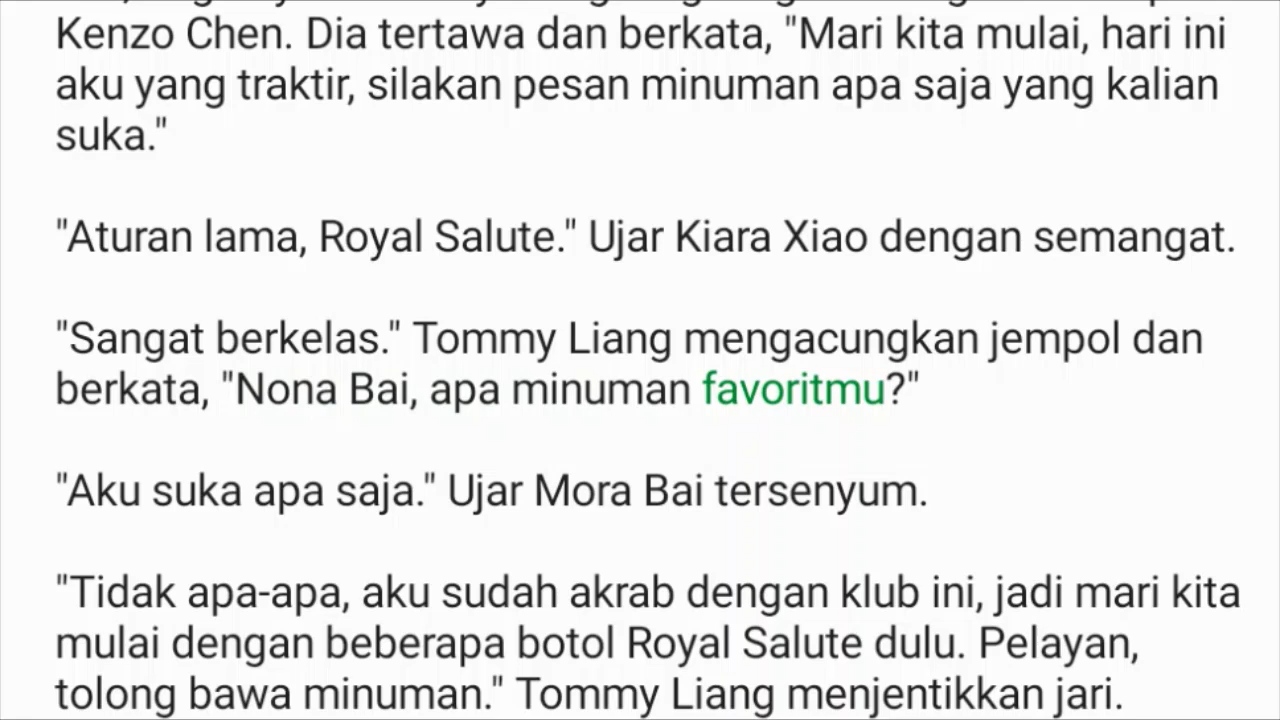 Kenzo Chen. Dia tertawa dan berkata, "Mari kita mulai, hari ini
aku yang traktir, silakan pesan minuman apa saja yang kalian
suka."
"Aturan lama, Royal Salute." Ujar Kiara Xiao dengan semangat.
"Sangat berkelas." Tommy Liang mengacungkan jempol dan
berkata, "Nona Bai, apa minuman favoritmu?"
"Aku suka apa saja." Ujar Mora Bai tersenyum.
"Tidak apa-apa, aku sudah akrab dengan klub ini, jadi mari kita
mulai dengan beberapa botol Royal Salute dulu. Pelayan,
tolong bawa minuman." Tommy Liang menjentikkan jari.